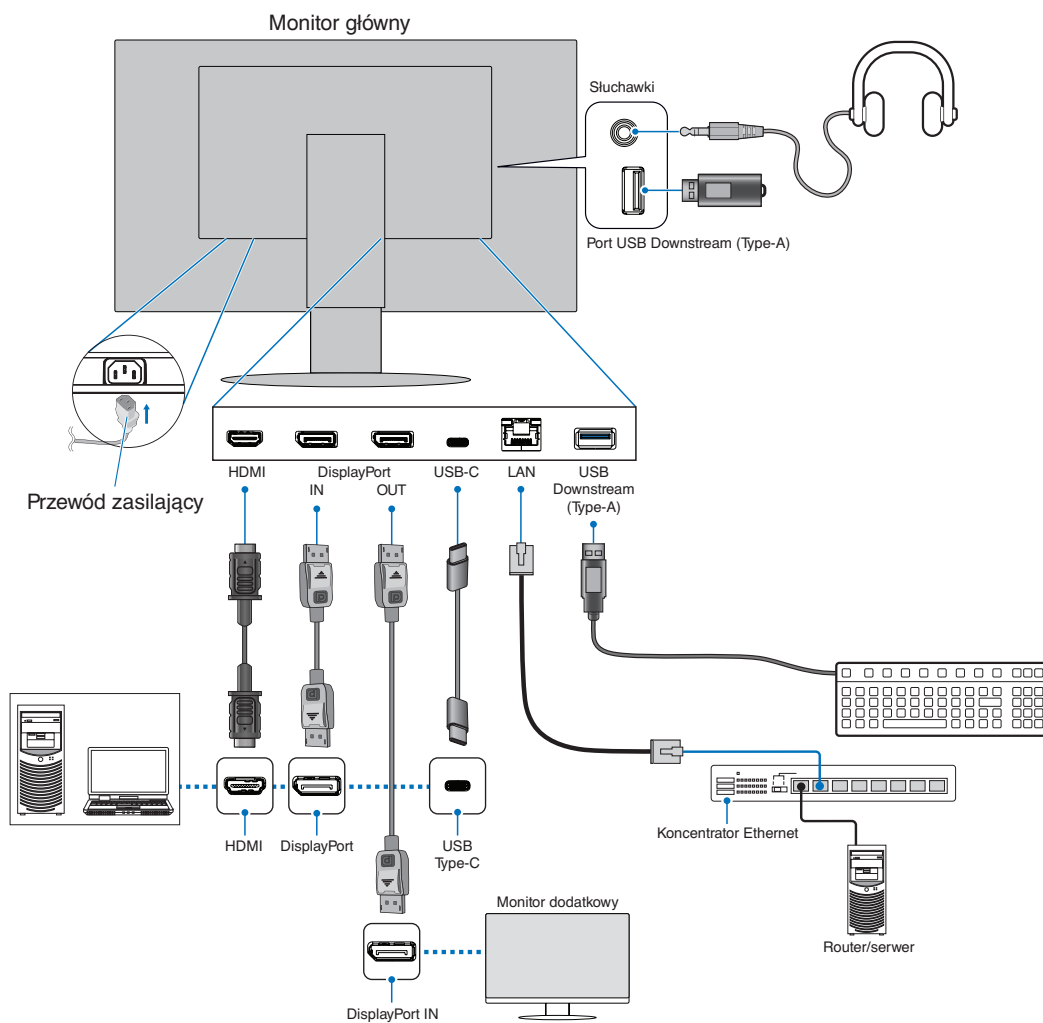 Monitor główny
Słuchawki
Port USB Downstream (Type-A)
Przewód zasilający
HDMI
DisplayPort
USB-C
LAN
USB
IN
OUT
Downstream
(Type-A)
HDMI
DisplayPort
USB
Type-C
Koncentrator Ethernet
Router/serwer
Monitor dodatkowy
DisplayPort IN